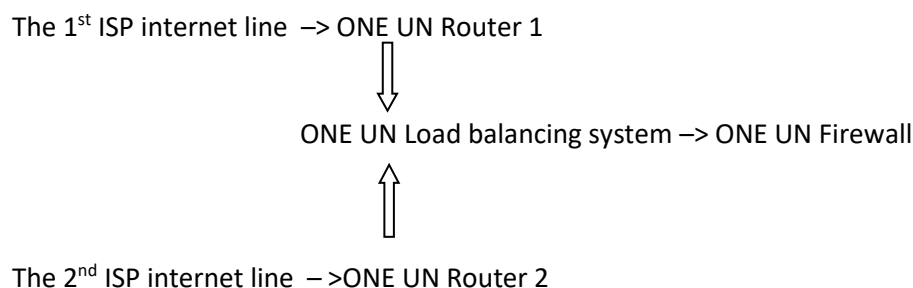 The 1st ISP internet line –> ONE UN Router 1
ONE UN Load balancing system –> ONE UN Firewall
The 2nd ISP internet line – >ONE UN Router 2